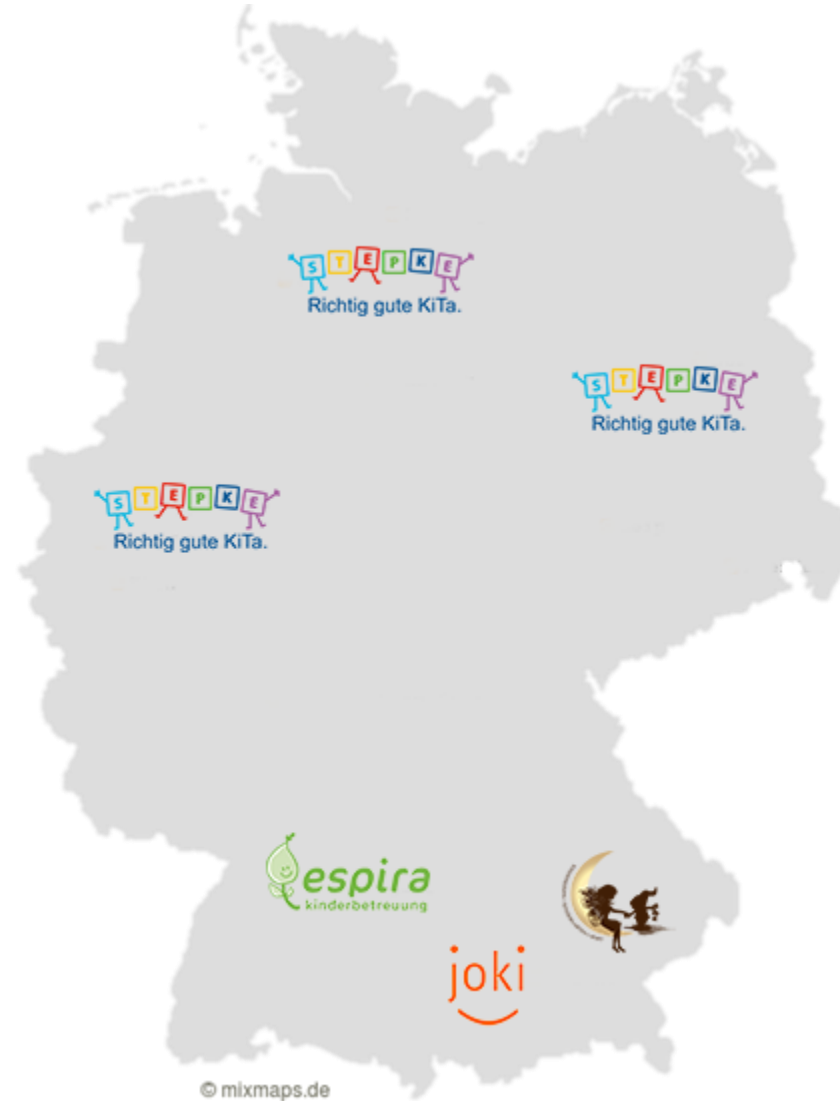 STEPKE
Richtig gute KiTa.
STEPKE
Richtig gute KiTa.
STEPKE
Richtig gute KiTa.
espira
kinderbetreuung
joki
© mixmaps.de